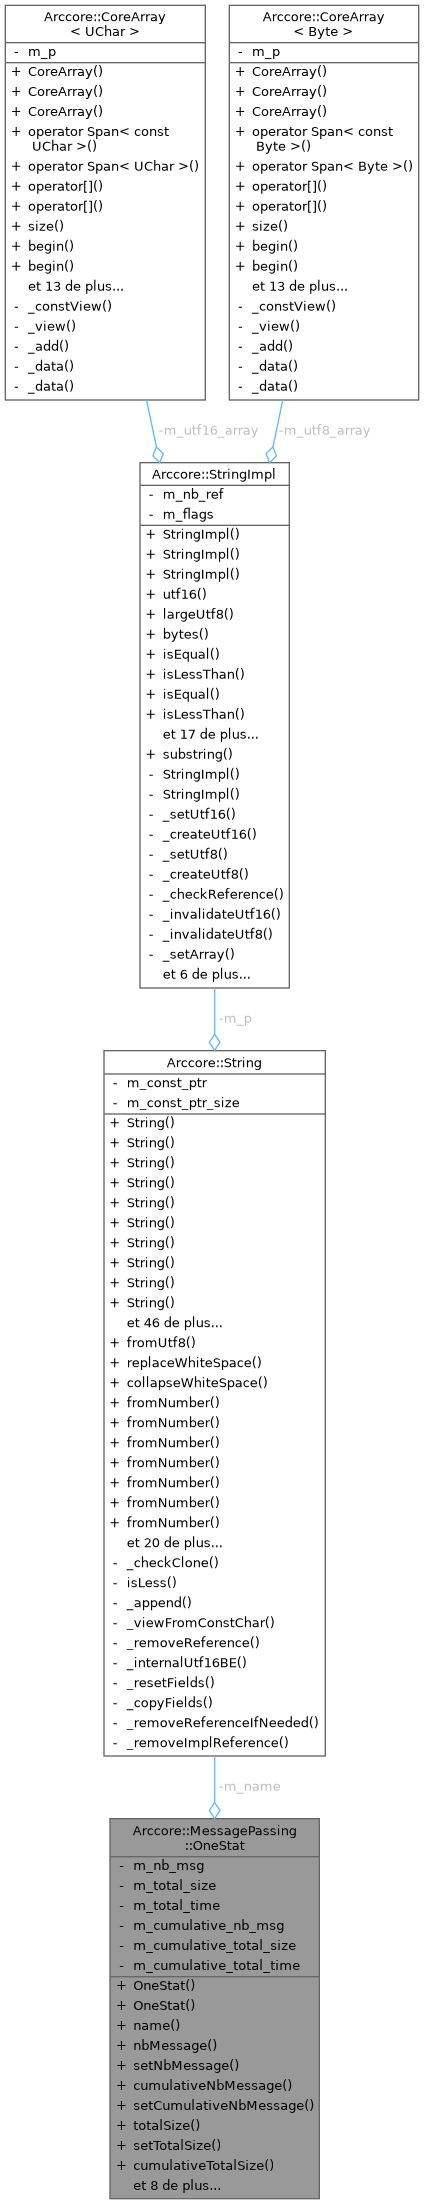 Arccore::CoreArray
< UChar >
- m_p
+ CoreArray()
+ CoreArray()
+ CoreArray()
+ operator Span< const
UChar >()
+ operator Span< UChar >()
+ operator[]()
+ operator[]()
+ size()
+ begin()
+ begin()
et 13 de plus...
- _constView()
- _view()
- _add()
- _data()
- _data()
Arccore::CoreArray
< Byte >
- m_p
+ CoreArray()
+ CoreArray()
+ CoreArray()
+ operator Span< const
Byte >()
+ operator Span< Byte >()
+ operator[]()
+ operator[]()
+ size()
+ begin()
+ begin()
et 13 de plus...
- _constView()
- _view()
- _add()
- _data()
- _data()
-m_utf16_array
-m_utf8_array
Arccore::StringImpl
- m_nb_ref
- m_flags
+ StringImpl()
+ StringImpl()
+ StringImpl()
+ utf16()
+ largeUtf8()
+ bytes()
+ isEqual()
+ isLessThan()
+ isEqual()
+ isLessThan()
et 17 de plus...
+ substring()
- StringImpl()
- StringImpl()
- _setUtf16()
- _createUtf16()
- _setUtf8()
- _createUtf8()
- _checkReference()
- _invalidateUtf16()
- _invalidateUtf8()
- _setArray()
et 6 de plus...
-m_p
Arccore::String
- m_const_ptr
- m_const_ptr_size
+ String()
+ String()
+ String()
+ String()
+ String()
+ String()
+ String()
+ String()
+ String()
+ String()
et 46 de plus...
+ fromUtf8()
+ replaceWhiteSpace()
+ collapseWhiteSpace()
+ fromNumber()
+ fromNumber()
+ fromNumber()
+ fromNumber()
+ fromNumber()
+ fromNumber()
+ fromNumber()
et 20 de plus...
- _checkClone()
- isLess()
- _append()
- _viewFromConstChar()
- _removeReference()
- _internalUtf16BE()
- _resetFields()
- _copyFields()
- _removeReferenceIfNeeded()
- _removeImplReference()
-m_name
Arccore::MessagePassing
::OneStat
- m_nb_msg
- m_total_size
- m_total_time
- m_cumulative_nb_msg
- m_cumulative_total_size
- m_cumulative_total_time
+ OneStat()
+ OneStat()
+ name()
+ nbMessage()
+ setNbMessage()
+ cumulativeNbMessage()
+ setCumulativeNbMessage()
+ totalSize()
+ setTotalSize()
+ cumulativeTotalSize()
et 8 de plus...